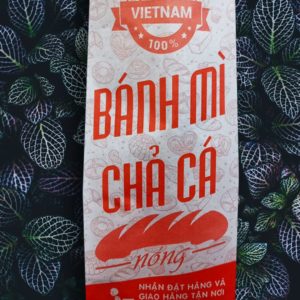 VIETNAM
100%
BÁNH MÌ
CHẢ CÁ
nóng
NHẬN ĐẶT HÀNG VÀ
GIAO HÀNG TẬN NƠI